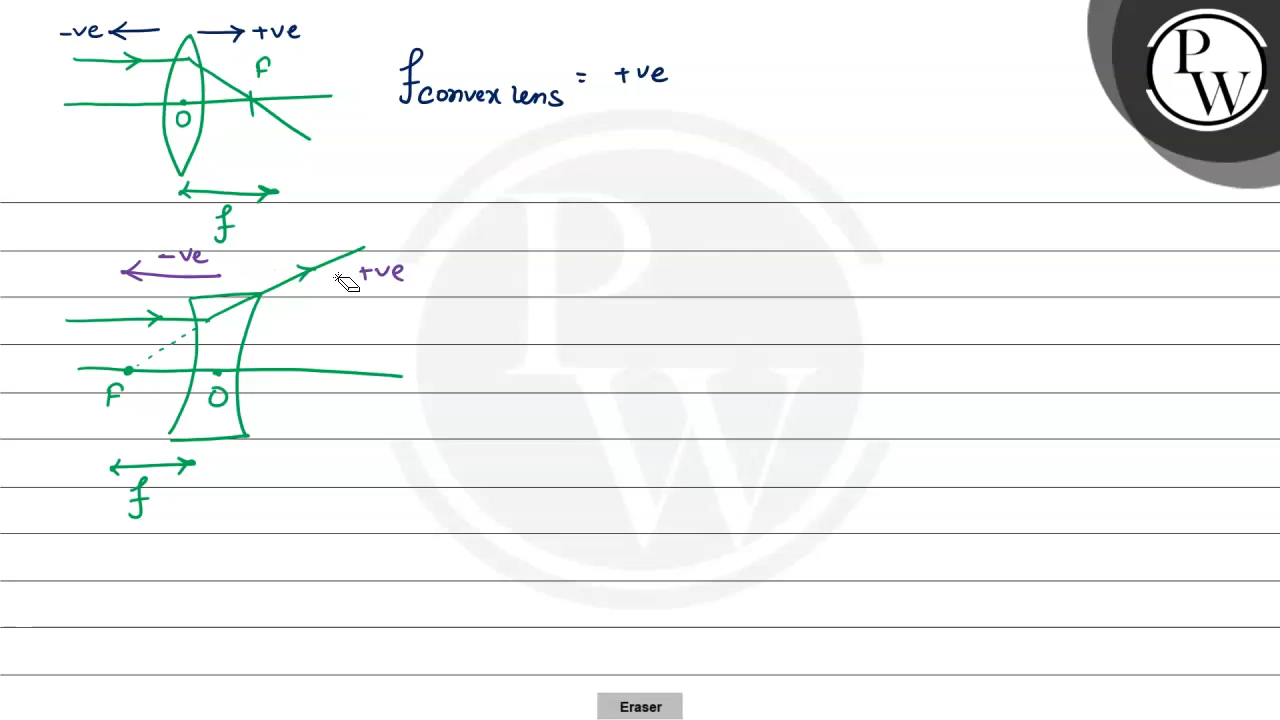 -ve +ve
F
f convex lens = +ve
O
f
-ve
+ve
F O
f
P
W
P
W
Eraser